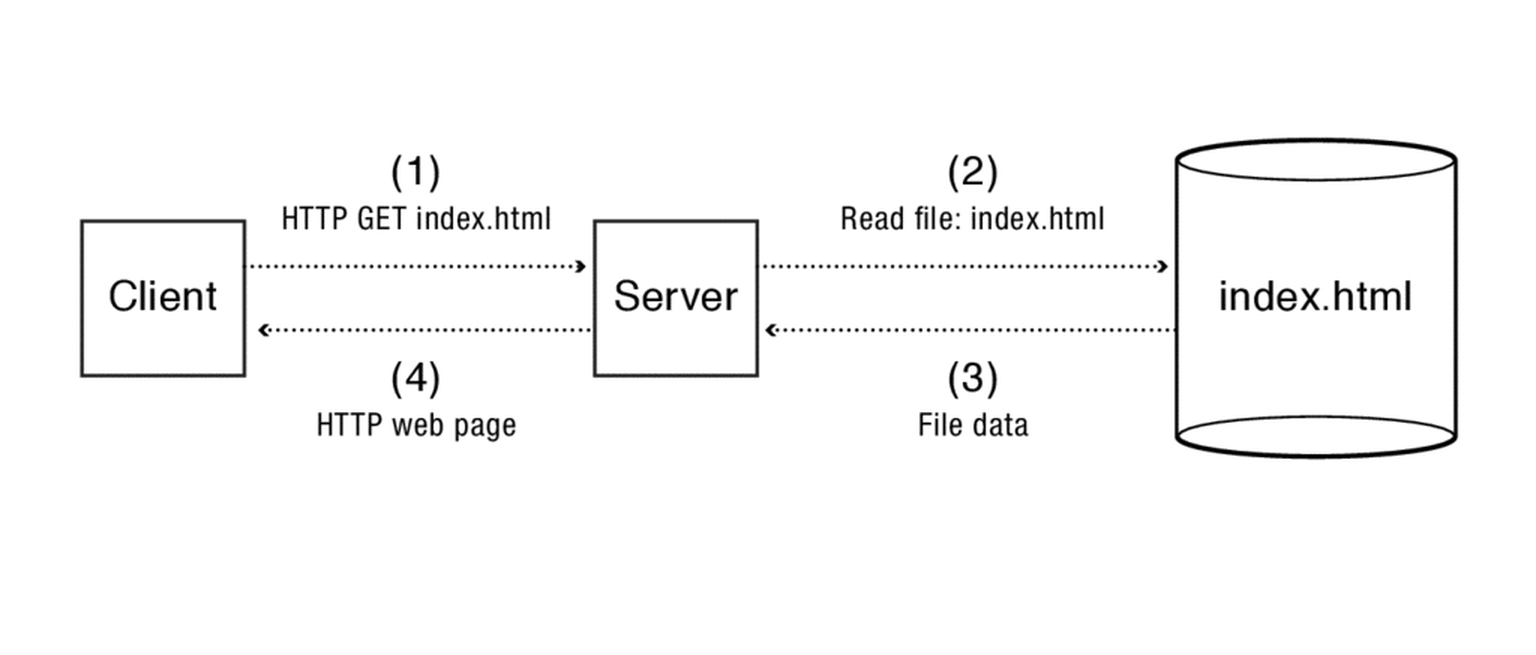 (1)
HTTP GET index.html
(2)
Read file: index.html
Client
Server
index.html
(4)
HTTP web page
(3)
File data